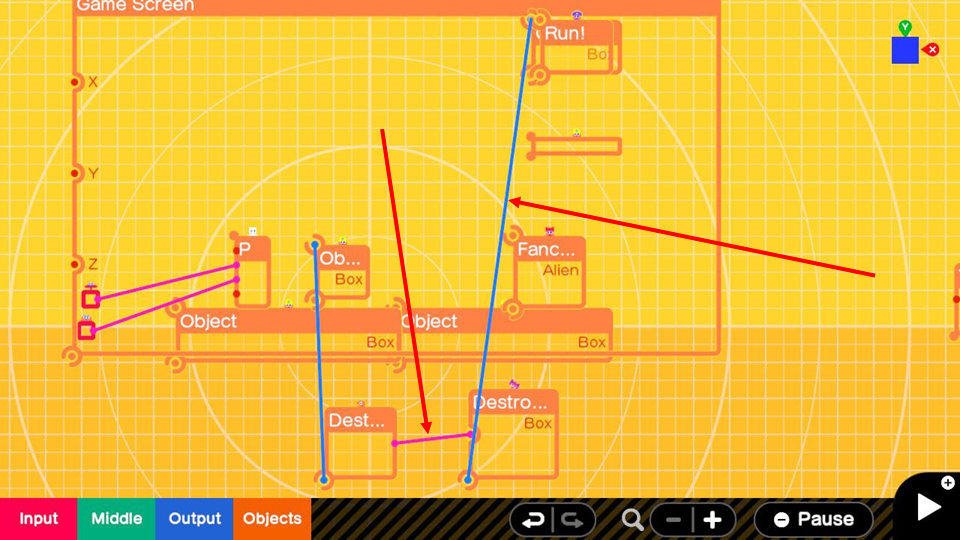 Game Screen
Run!
Bo
Y
X
X
Y
Z
P
Ob...
Box
Fanc...
Alien
Object
Box
Object
Box
Dest...
Destro...
Box
Input
Middle
Output
Objects
Pause